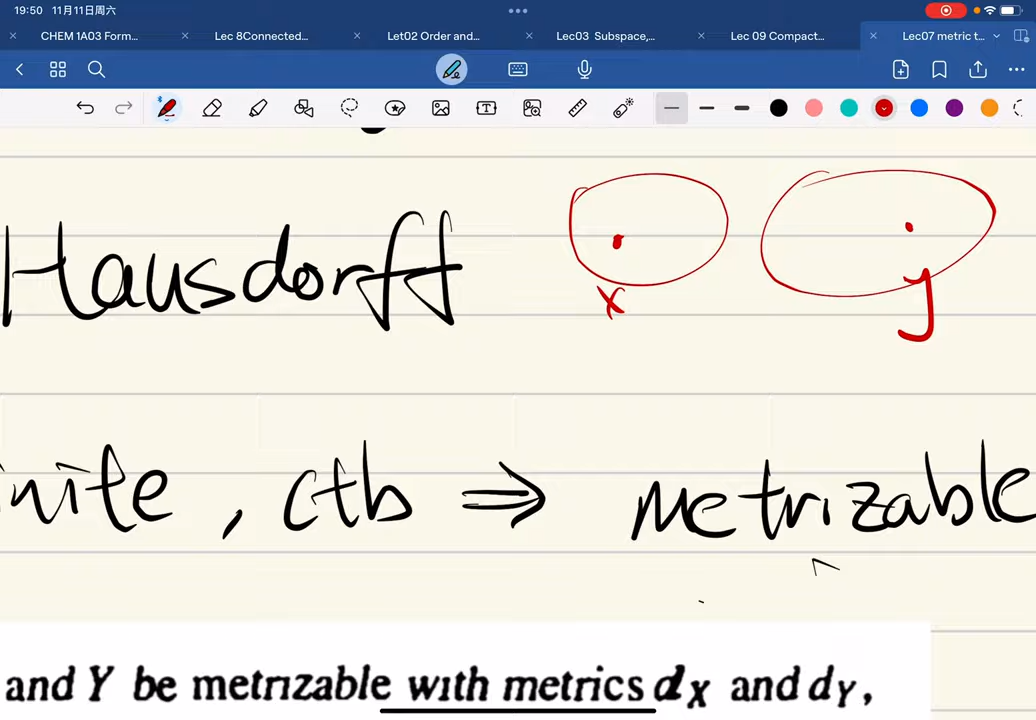 19:50 11月11日周六
CHEM 1A03 Form... Lec 8Connected... Let02 Order and... Lec03 Subspace,... Lec 09 Compact... Lec07 metric t...
Hausdorff
x y
, ctb ⇒ metrizable
and Y be metrizable with metrics dX and dY,